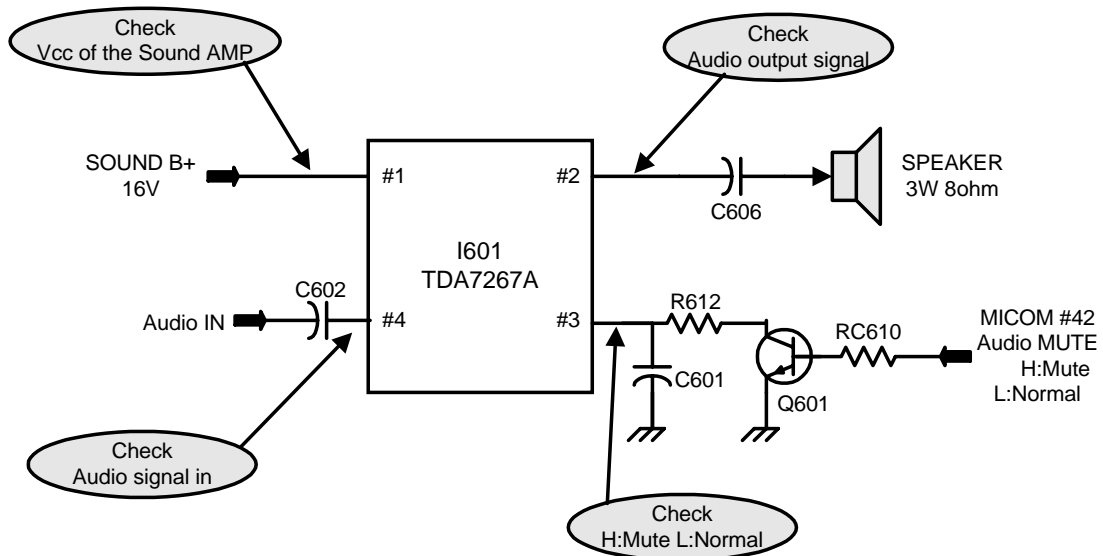 Check
Vcc of the Sound AMP
Check
Audio output signal
SOUND B+
16V
#1
#2
C606
SPEAKER
3W 8ohm
I601
TDA7267A
C602
Audio IN
#4
#3
R612
C601
Q601
RC610
MICOM #42
Audio MUTE
H:Mute
L:Normal
Check
Audio signal in
Check
H:Mute L:Normal